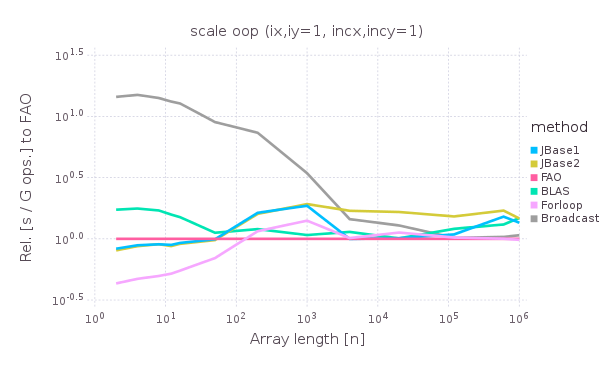 scale oop (ix,iy=1, incx,incy=1)
Rel. [s / G ops.] to FAO
10^1.5
10^1.0
10^0.5
10^0.0
10^-0.5
10^0
10^1
10^2
10^3
10^4
10^5
10^6
Array length [n]
method
JBase1
JBase2
FAO
BLAS
Forloop
Broadcast